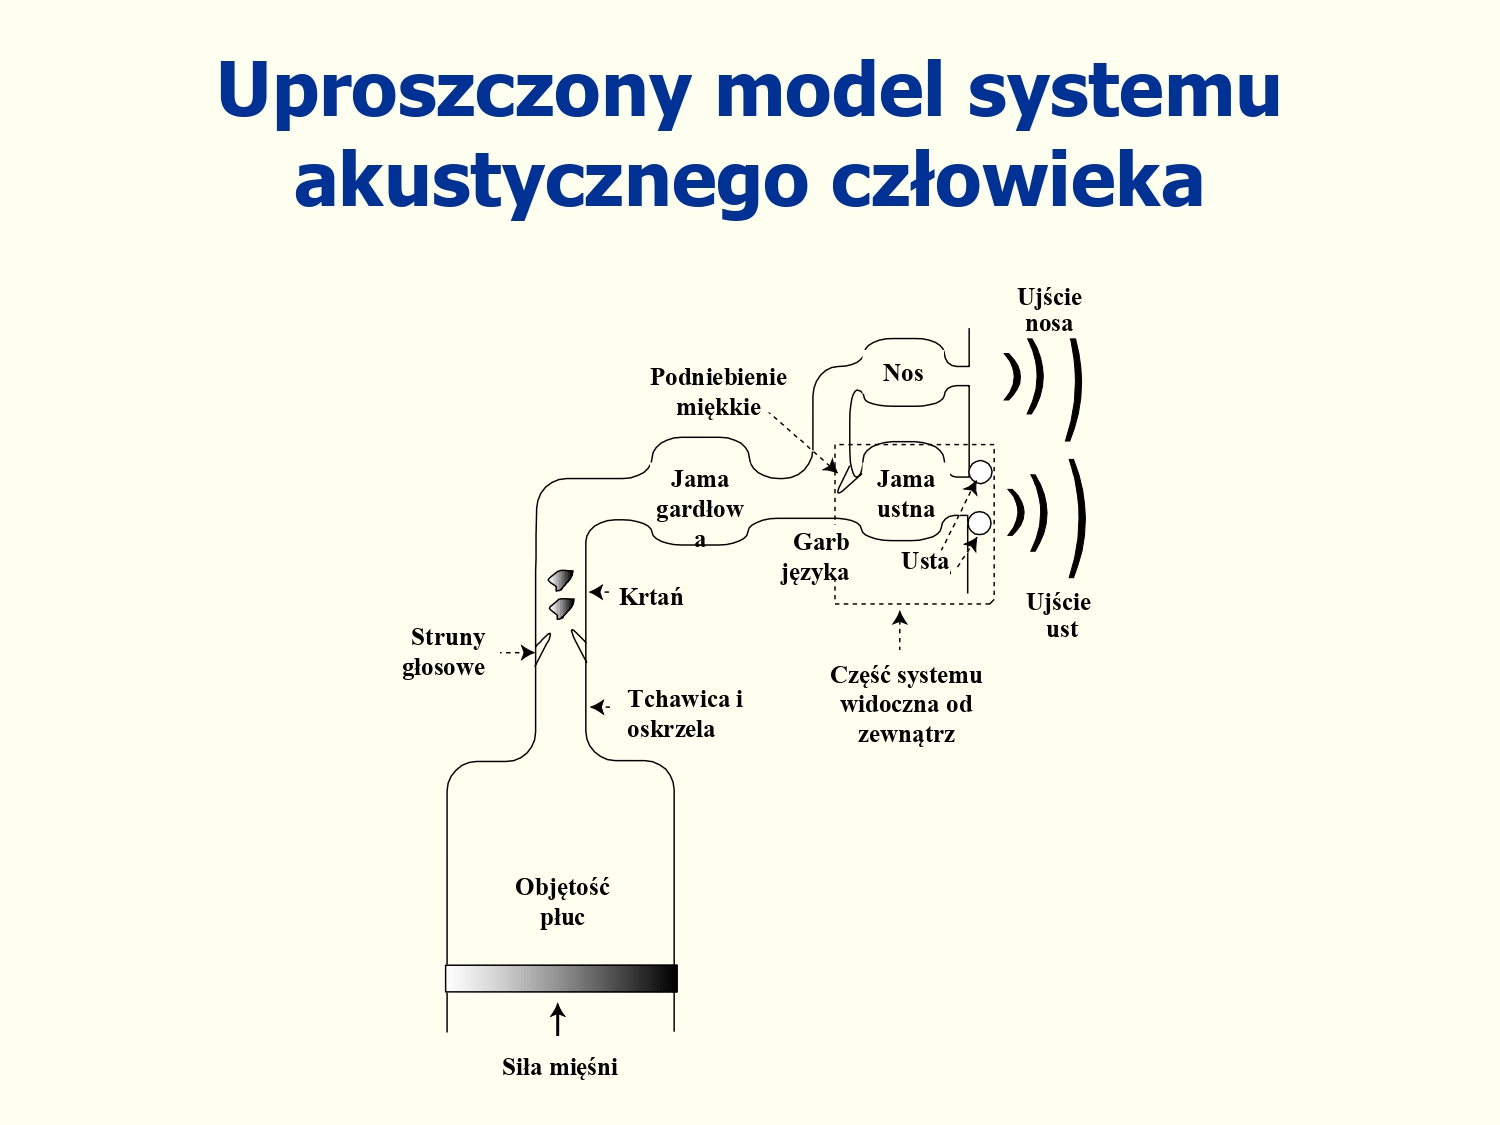 Uproszczony model systemu
akustycznego człowieka
Ujście
nosa
Podniebienie
miękkie
Nos
Jama
gardłow
a
Jama
ustna
Garb
języka
Usta
Krtań
Ujście
ust
Struny
głosowe
Część systemu
widoczna od
zewnątrz
Tchawica i
oskrzela
Objętość
płuc
Siła mięśni